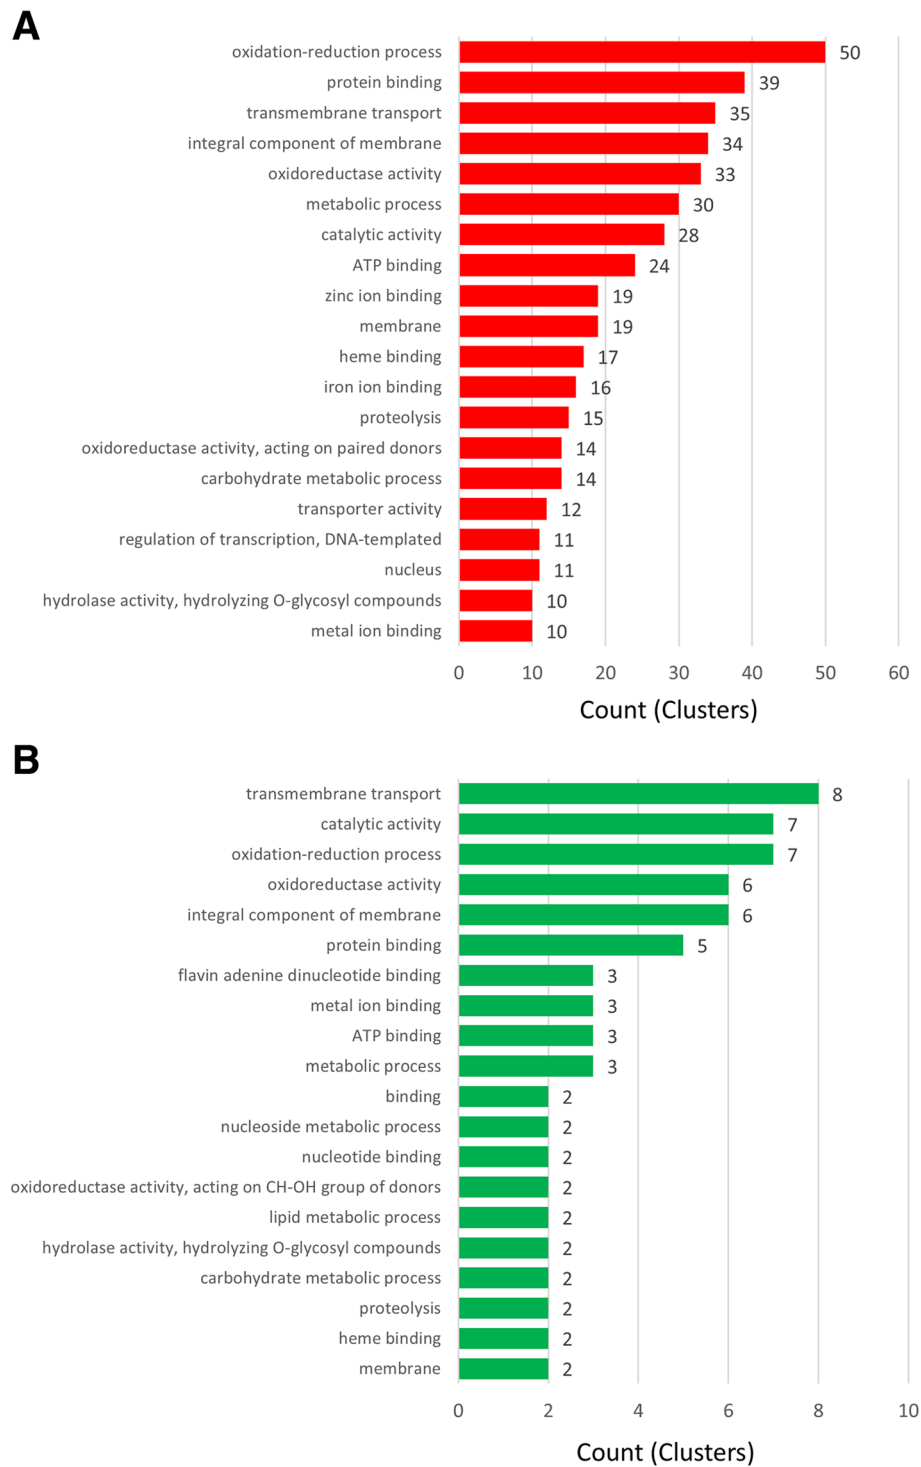 A
oxidation-reduction process 50
protein binding 39
transmembrane transport 35
integral component of membrane 34
oxidoreductase activity 33
metabolic process 30
catalytic activity 28
ATP binding 24
zinc ion binding 19
membrane 19
heme binding 17
iron ion binding 16
proteolysis 15
oxidoreductase activity, acting on paired donors 14
carbohydrate metabolic process 14
transporter activity 12
regulation of transcription, DNA-templated 11
nucleus 11
hydrolase activity, hydrolyzing O-glycosyl compounds 10
metal ion binding 10
0 10 20 30 40 50 60
Count (Clusters)
B
transmembrane transport 8
catalytic activity 7
oxidation-reduction process 7
oxidoreductase activity 6
integral component of membrane 6
protein binding 5
flavin adenine dinucleotide binding 3
metal ion binding 3
ATP binding 3
metabolic process 3
binding 2
nucleoside metabolic process 2
nucleotide binding 2
oxidoreductase activity, acting on CH-OH group of donors 2
lipid metabolic process 2
hydrolase activity, hydrolyzing O-glycosyl compounds 2
carbohydrate metabolic process 2
proteolysis 2
heme binding 2
membrane 2
0 2 4 6 8 10
Count (Clusters)